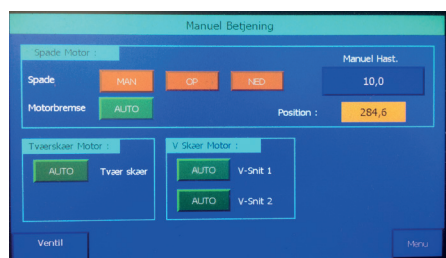 Manuel Betjening
Spade Motor :
Manuel Hast.
Spade MAN OP NED 10,0
Motorbremse AUTO Position : 284,6
Tværskær Motor : V Skær Motor :
AUTO Tvær skær AUTO V-Snit 1
AUTO V-Snit 2
Ventil Menu